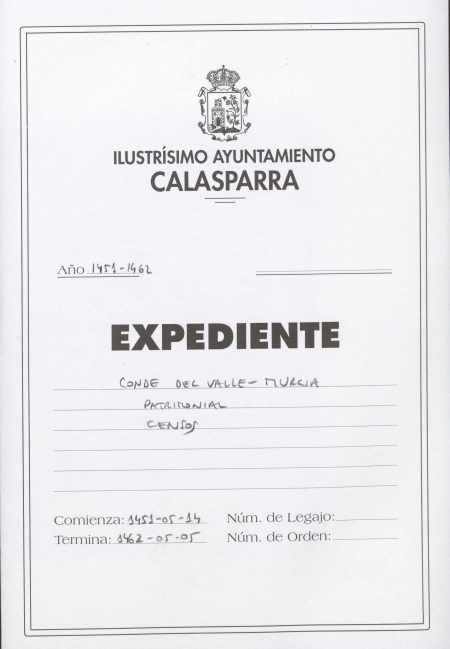 ILUSTRÍSIMO AYUNTAMIENTO
CALASPARRA
Año 1451-1462
EXPEDIENTE
CONDE DEL VALLE - MURCIA
PATRIMONIAL
CENSOS
Comienza: 1451-05-14 Núm. de Legajo:
Termina: 1462-05-05 Núm. de Orden: